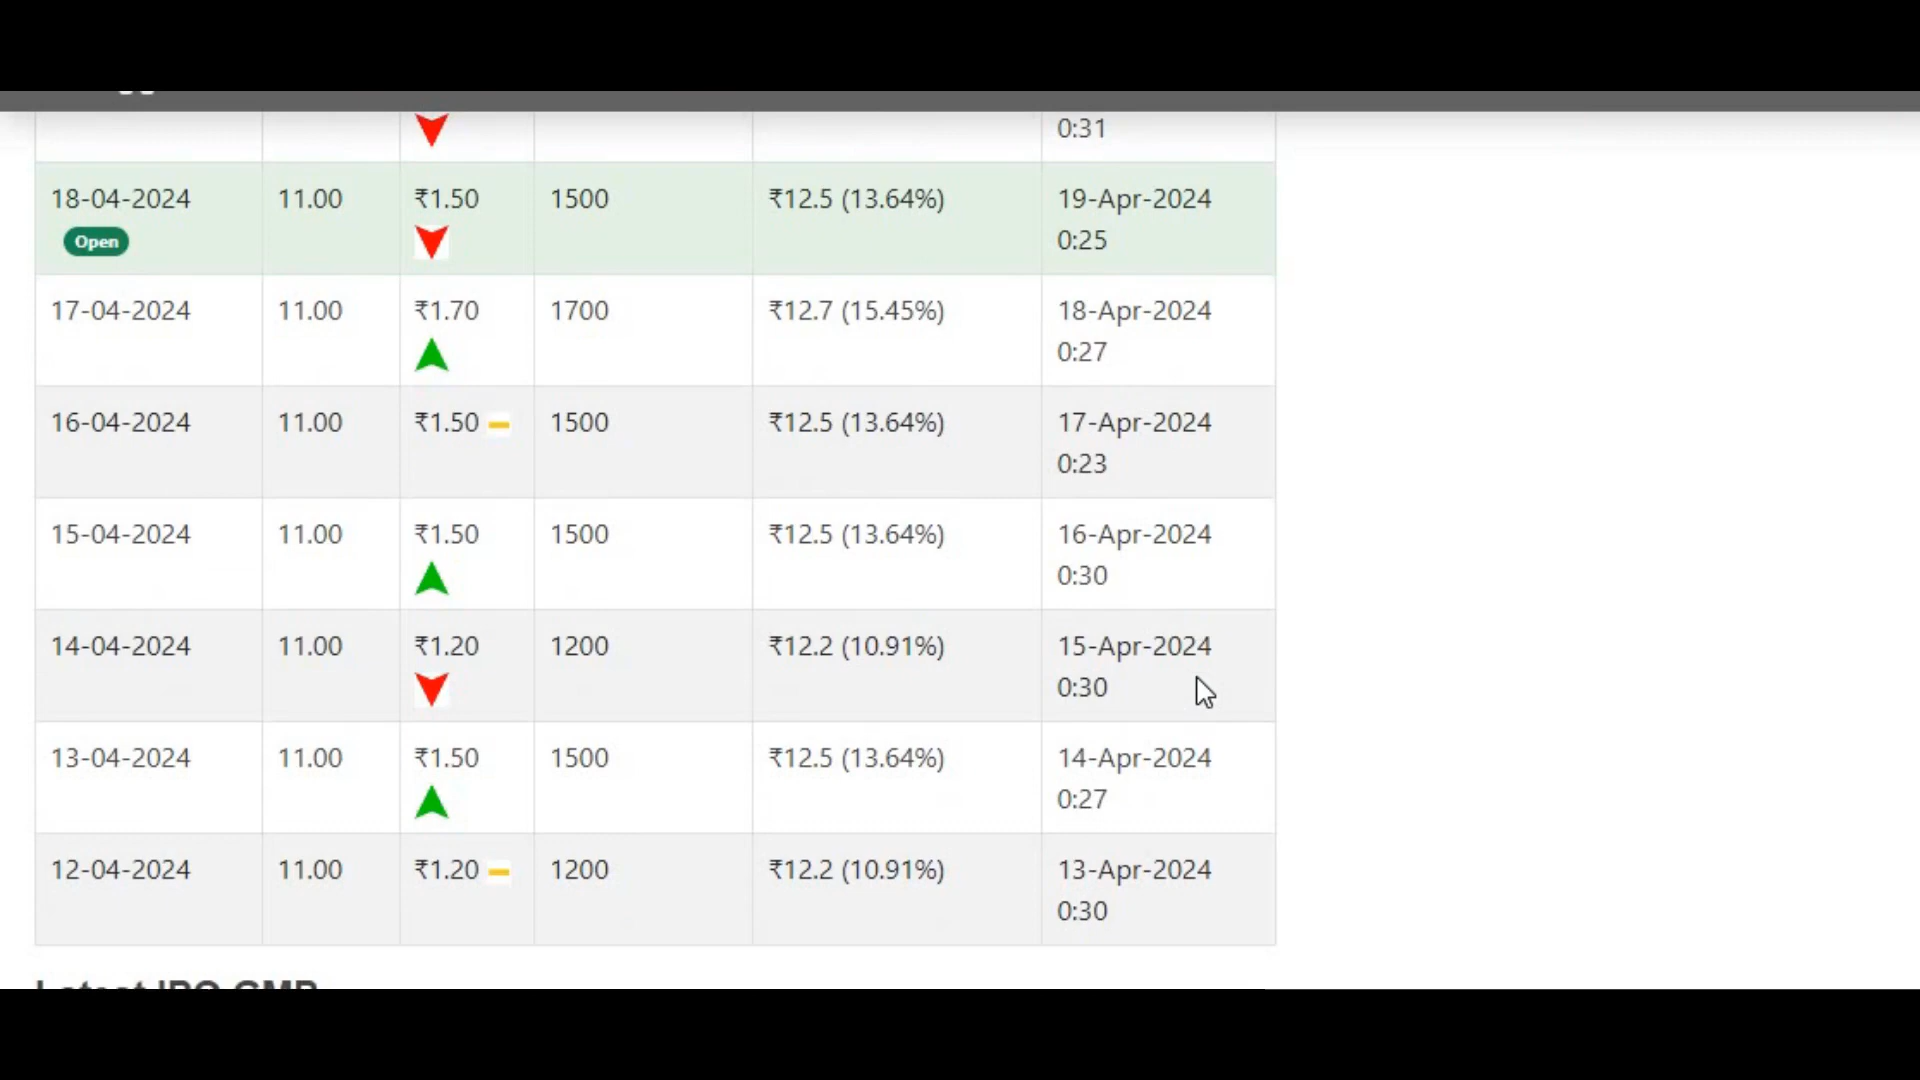 0:31
18-04-2024 11.00 ₹1.50 1500 ₹12.5 (13.64%) 19-Apr-2024
Open 0:25
17-04-2024 11.00 ₹1.70 1700 ₹12.7 (15.45%) 18-Apr-2024
0:27
16-04-2024 11.00 ₹1.50 1500 ₹12.5 (13.64%) 17-Apr-2024
0:23
15-04-2024 11.00 ₹1.50 1500 ₹12.5 (13.64%) 16-Apr-2024
0:30
14-04-2024 11.00 ₹1.20 1200 ₹12.2 (10.91%) 15-Apr-2024
0:30
13-04-2024 11.00 ₹1.50 1500 ₹12.5 (13.64%) 14-Apr-2024
0:27
12-04-2024 11.00 ₹1.20 1200 ₹12.2 (10.91%) 13-Apr-2024
0:30
Latest IPO GMP